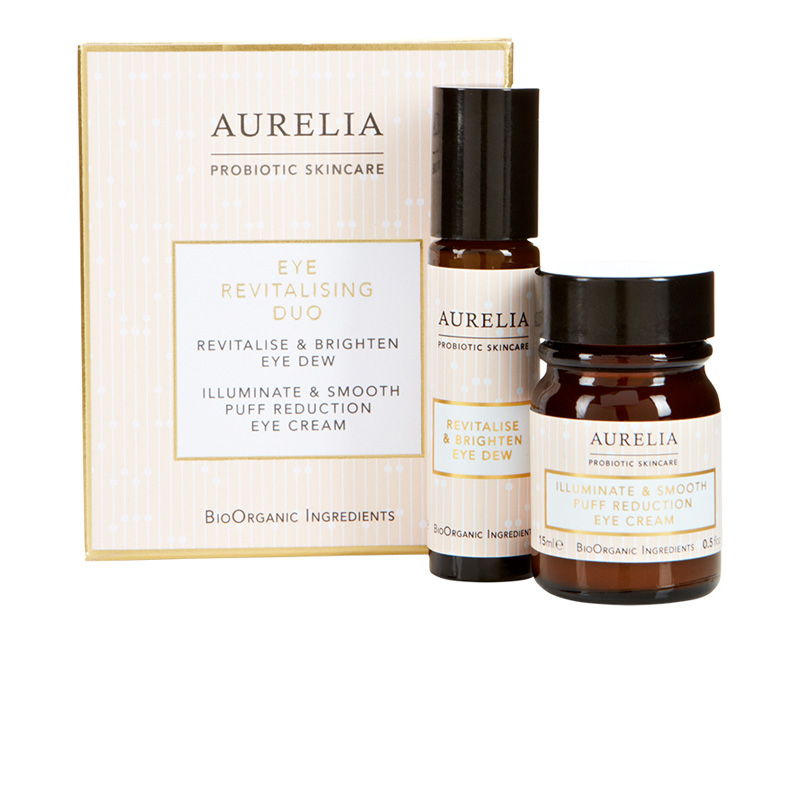 AURELIA
PROBIOTIC SKINCARE
EYE
REVITALISING
DUO
REVITALISE & BRIGHTEN
EYE DEW
ILLUMINATE & SMOOTH
PUFF REDUCTION
EYE CREAM
BIOORGANIC INGREDIENTS
AURELIA
PROBIOTIC SKINCARE
REVITALISE
& BRIGHTEN
EYE DEW
BIOORGANIC INGREDIENT
AURELIA
PROBIOTIC SKINCARE
ILLUMINATE & SMOOTH
PUFF REDUCTION
EYE CREAM
15ml℮ BIOORGANIC INGREDIENTS 0.5